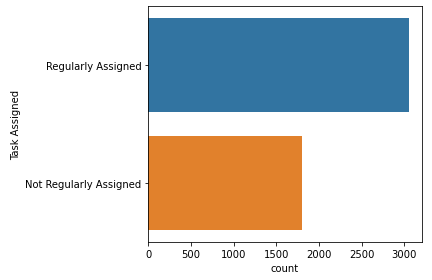 Task Assigned
Regularly Assigned
Not Regularly Assigned
0 500 1000 1500 2000 2500 3000
count